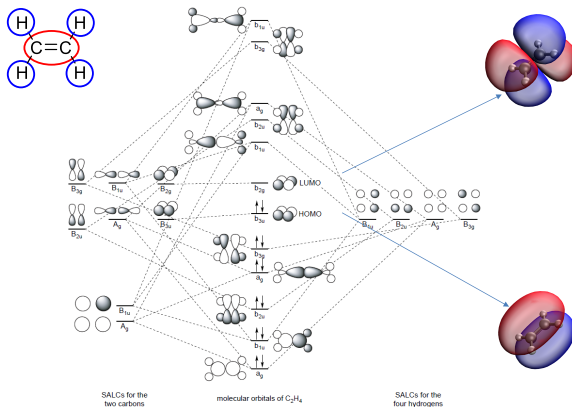 H H
C=C
H H
b1u
b3g
ag
b2u
b1u
B3g B1u B2g
b2g
LUMO
B2u Ag B3u
b3u
HOMO
B1u B2u Ag B3g
b3g
ag
B1u
Ag
b2u
b1u
ag
SALCs for the
two carbons
molecular orbitals of C2H4
SALCs for the
four hydrogens